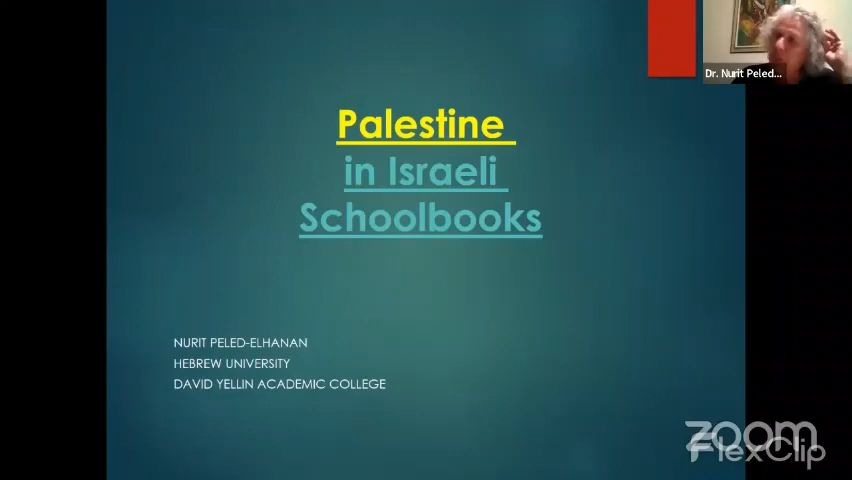 Dr. Nurit Peled...
Palestine
in Israeli
Schoolbooks
NURIT PELED-ELHANAN
HEBREW UNIVERSITY
DAVID YELLIN ACADEMIC COLLEGE
zoom
FlexClip